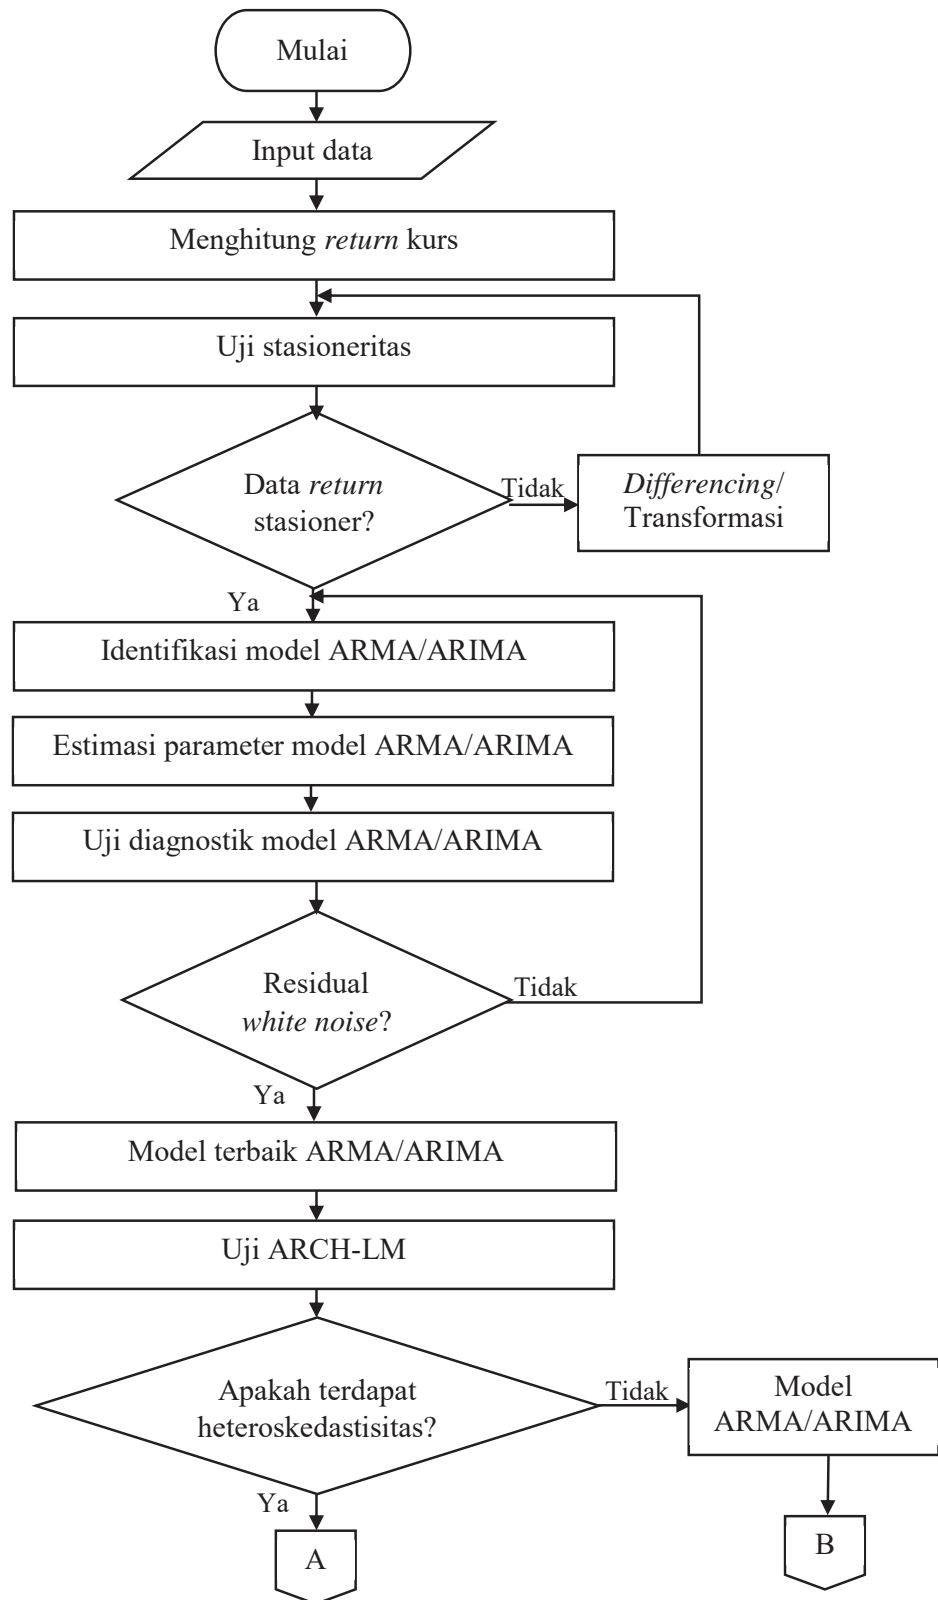 Mulai
Input data
Menghitung return kurs
Uji stasioneritas
Data return
stasioner?
Tidak
Differencing/
Transformasi
Ya
Identifikasi model ARMA/ARIMA
Estimasi parameter model ARMA/ARIMA
Uji diagnostik model ARMA/ARIMA
Residual
white noise?
Tidak
Ya
Model terbaik ARMA/ARIMA
Uji ARCH-LM
Apakah terdapat
heteroskedastisitas?
Tidak
Model
ARMA/ARIMA
Ya
A
B